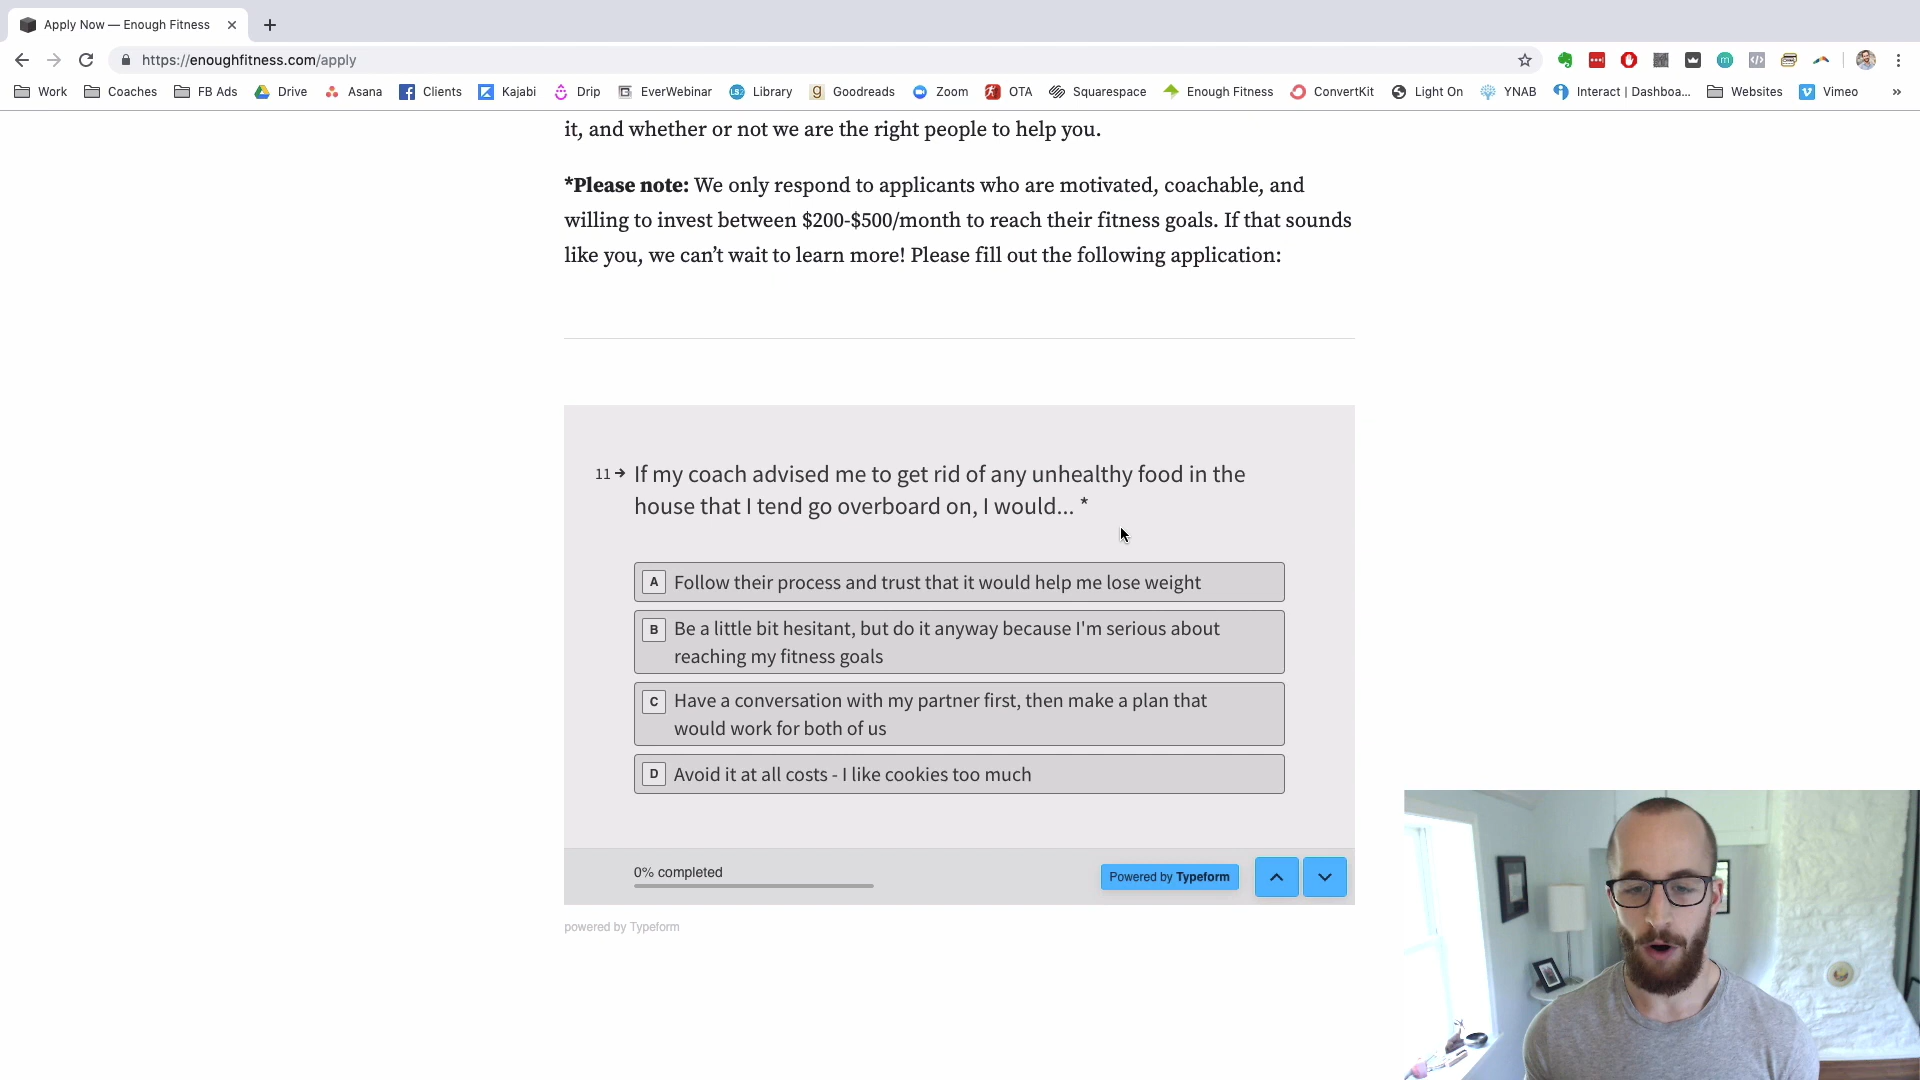 Apply Now — Enough Fitness
https://enoughfitness.com/apply
Work Coaches FB Ads Drive Asana Clients Kajabi Drip EverWebinar Library Goodreads Zoom OTA Squarespace Enough Fitness ConvertKit Light On YNAB Interact | Dashboa... Websites Vimeo »
it, and whether or not we are the right people to help you.
*Please note: We only respond to applicants who are motivated, coachable, and
willing to invest between $200-$500/month to reach their fitness goals. If that sounds
like you, we can’t wait to learn more! Please fill out the following application:
11 → If my coach advised me to get rid of any unhealthy food in the
house that I tend go overboard on, I would... *
A Follow their process and trust that it would help me lose weight
B Be a little bit hesitant, but do it anyway because I'm serious about
reaching my fitness goals
C Have a conversation with my partner first, then make a plan that
would work for both of us
D Avoid it at all costs - I like cookies too much
0% completed
Powered by Typeform
powered by Typeform